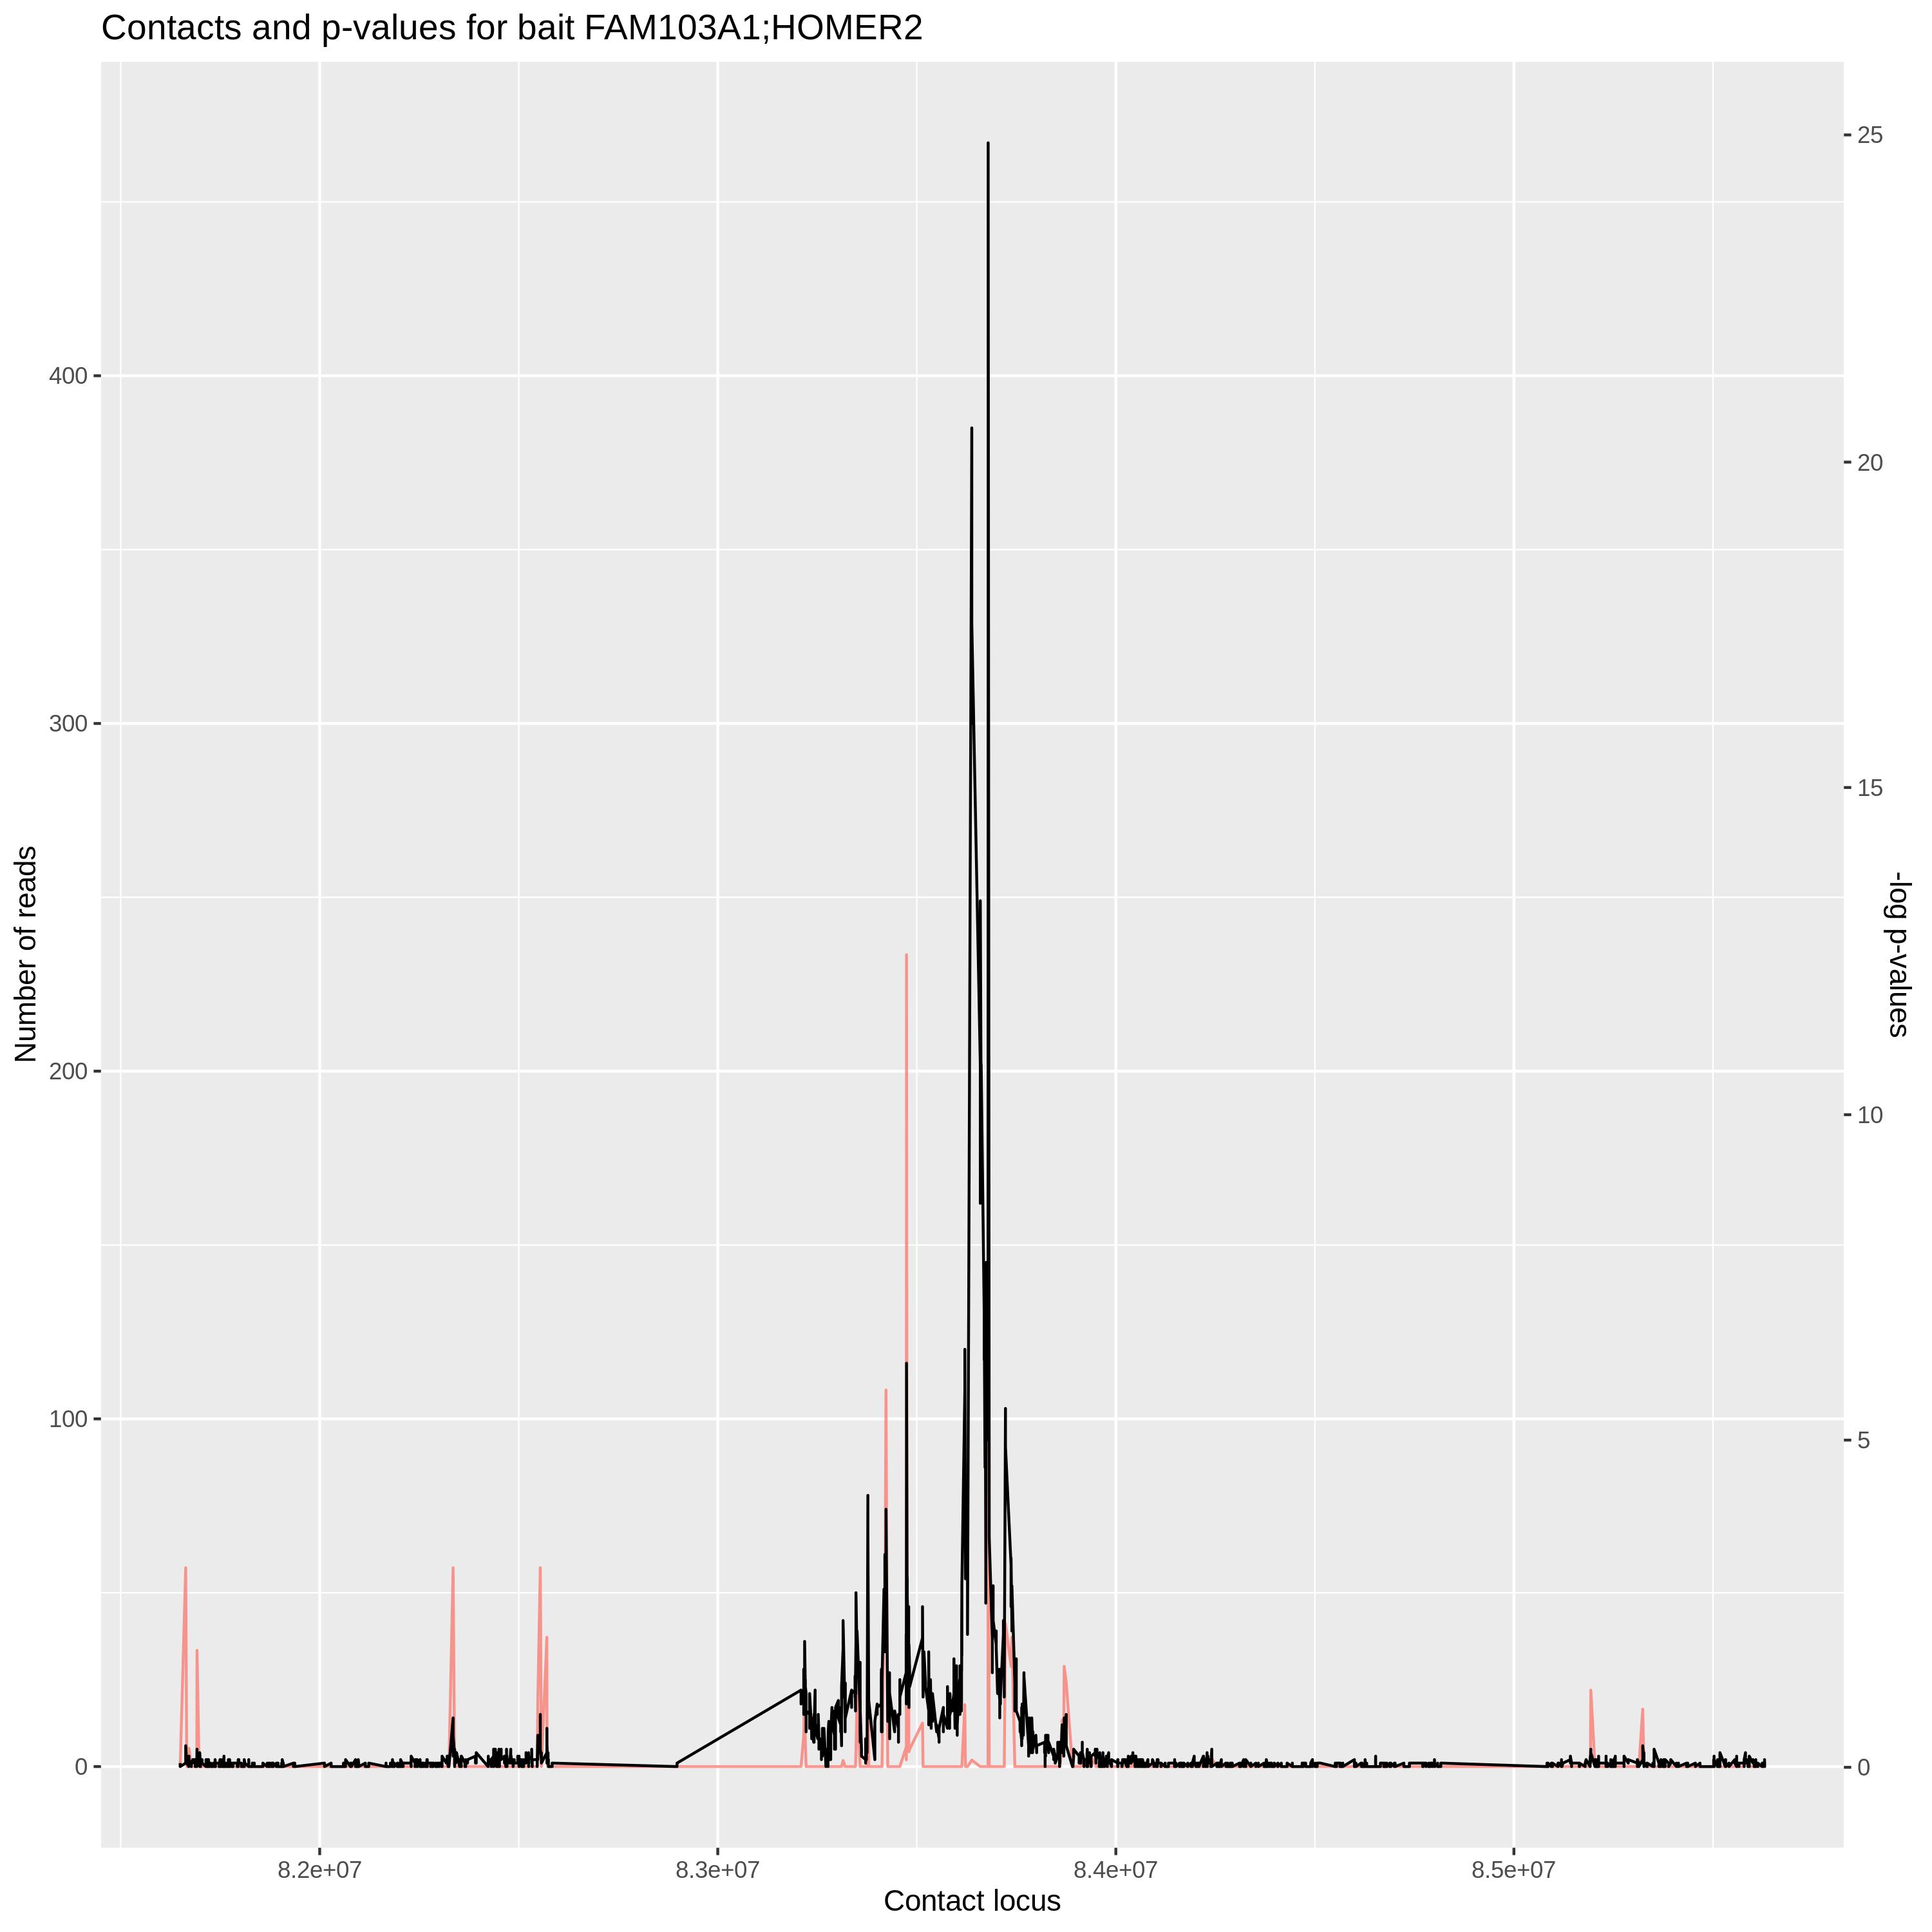 Contacts and p-values for bait FAM103A1;HOMER2
Number of reads
400
300
200
100
0
25
20
15
10
5
0
-log p-values
8.2e+07
8.3e+07
8.4e+07
8.5e+07
Contact locus